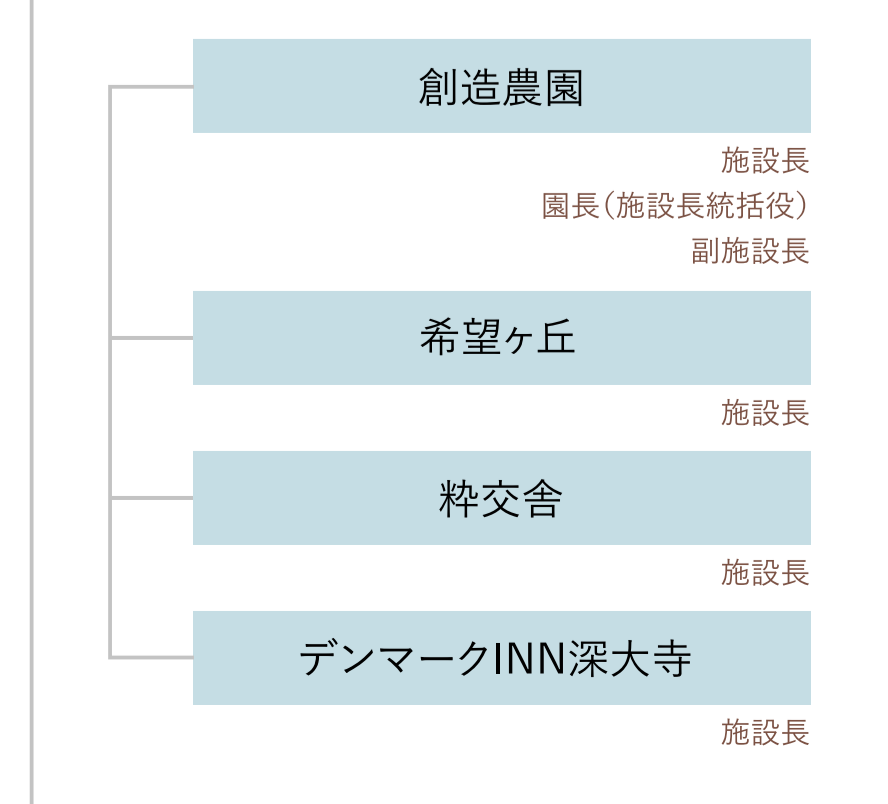 創造農園
施設長
園長（施設長統括役）
副施設長
希望ヶ丘
施設長
粋交舎
施設長
デンマークINN深大寺
施設長